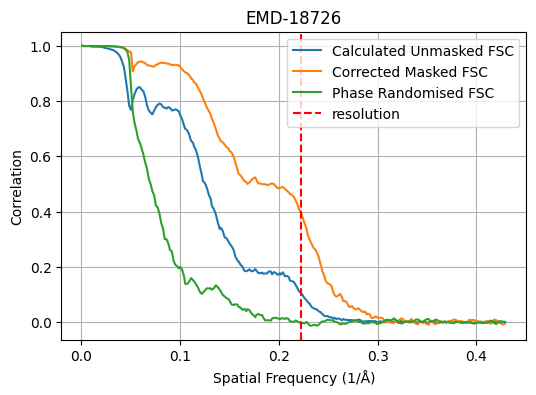 EMD-18726
Calculated Unmasked FSC
Corrected Masked FSC
Phase Randomised FSC
resolution
Correlation
1.0
0.8
0.6
0.4
0.2
0.0
0.0 0.1 0.2 0.3 0.4
Spatial Frequency (1/Å)